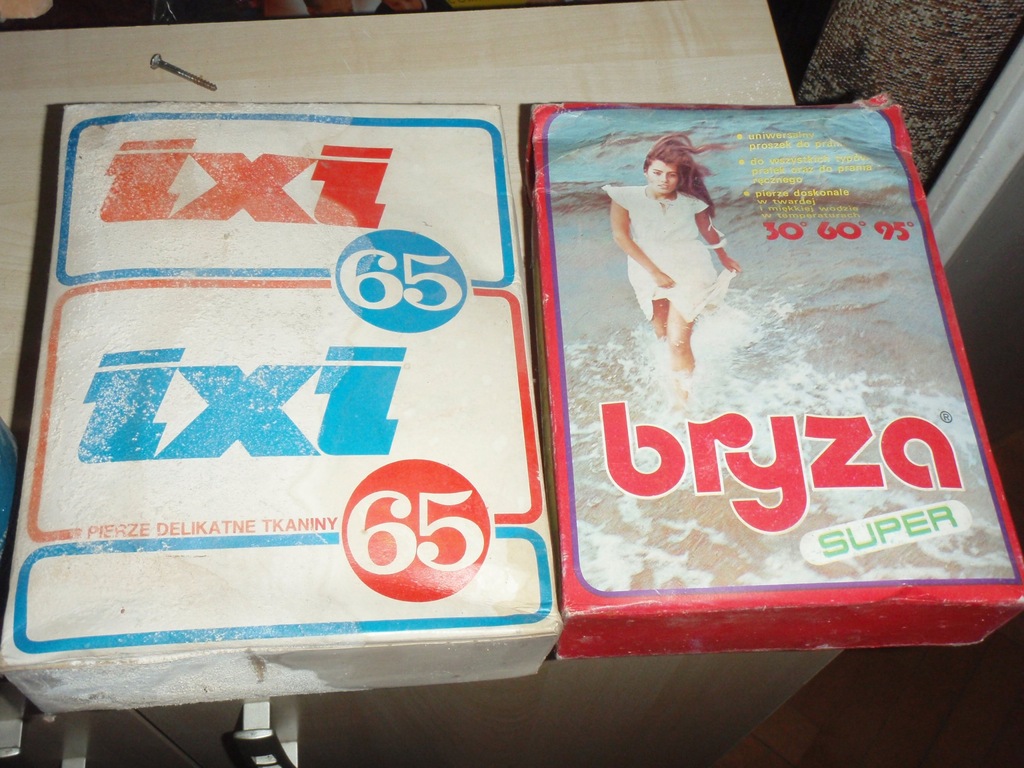 ixi
65
ixi
PIERZE DELIKATNE TKANINY
65
• uniwersalny
proszek do prania
• do wszystkich typów
pralek oraz do prania
ręcznego
• pierze doskonale
w twardej
i miękkiej wodzie
w temperaturach
30° 60° 95°
bryza®
SUPER